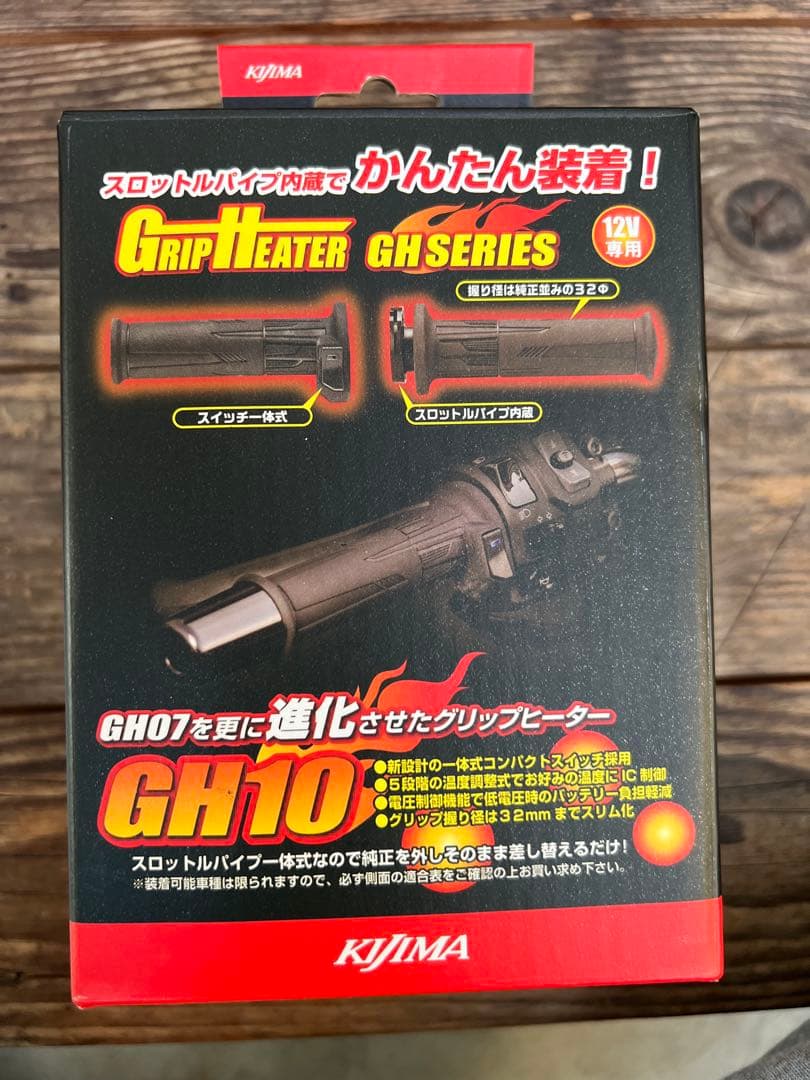 KIJIMA
スロットルパイプ内蔵で かんたん装着！
GRIP HEATER GH SERIES
12V
専用
握り径は純正並みの32Φ
スイッチ一体式
スロットルパイプ内蔵
GH07を更に進化させたグリップヒーター
GH10
●新設計の一体式コンパクトスイッチ採用
●5段階の温度調整式でお好みの温度にIC制御
●電圧制御機能で低電圧時のバッテリー負担軽減
●グリップ握り径は32mmまでスリム化
スロットルパイプ一体式なので純正を外しそのまま差し替えるだけ！
※装着可能車種は限られますので、必ず側面の適合表をご確認の上お買い求め下さい。
KIJIMA